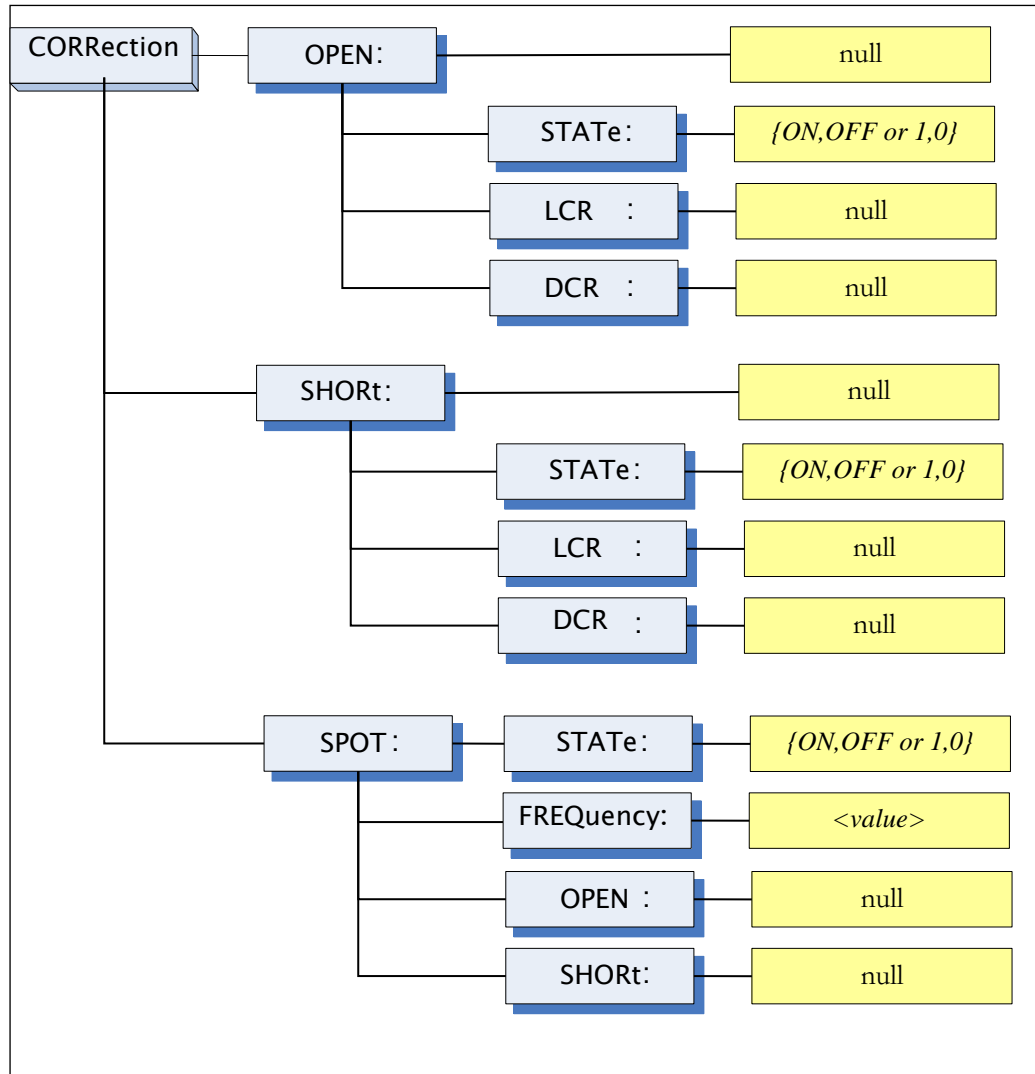 CORRection OPEN: null
STATe: {ON,OFF or 1,0}
LCR : null
DCR : null
SHORt: null
STATe: {ON,OFF or 1,0}
LCR : null
DCR : null
SPOT: STATe: {ON,OFF or 1,0}
FREQuency: <value>
OPEN : null
SHORt: null